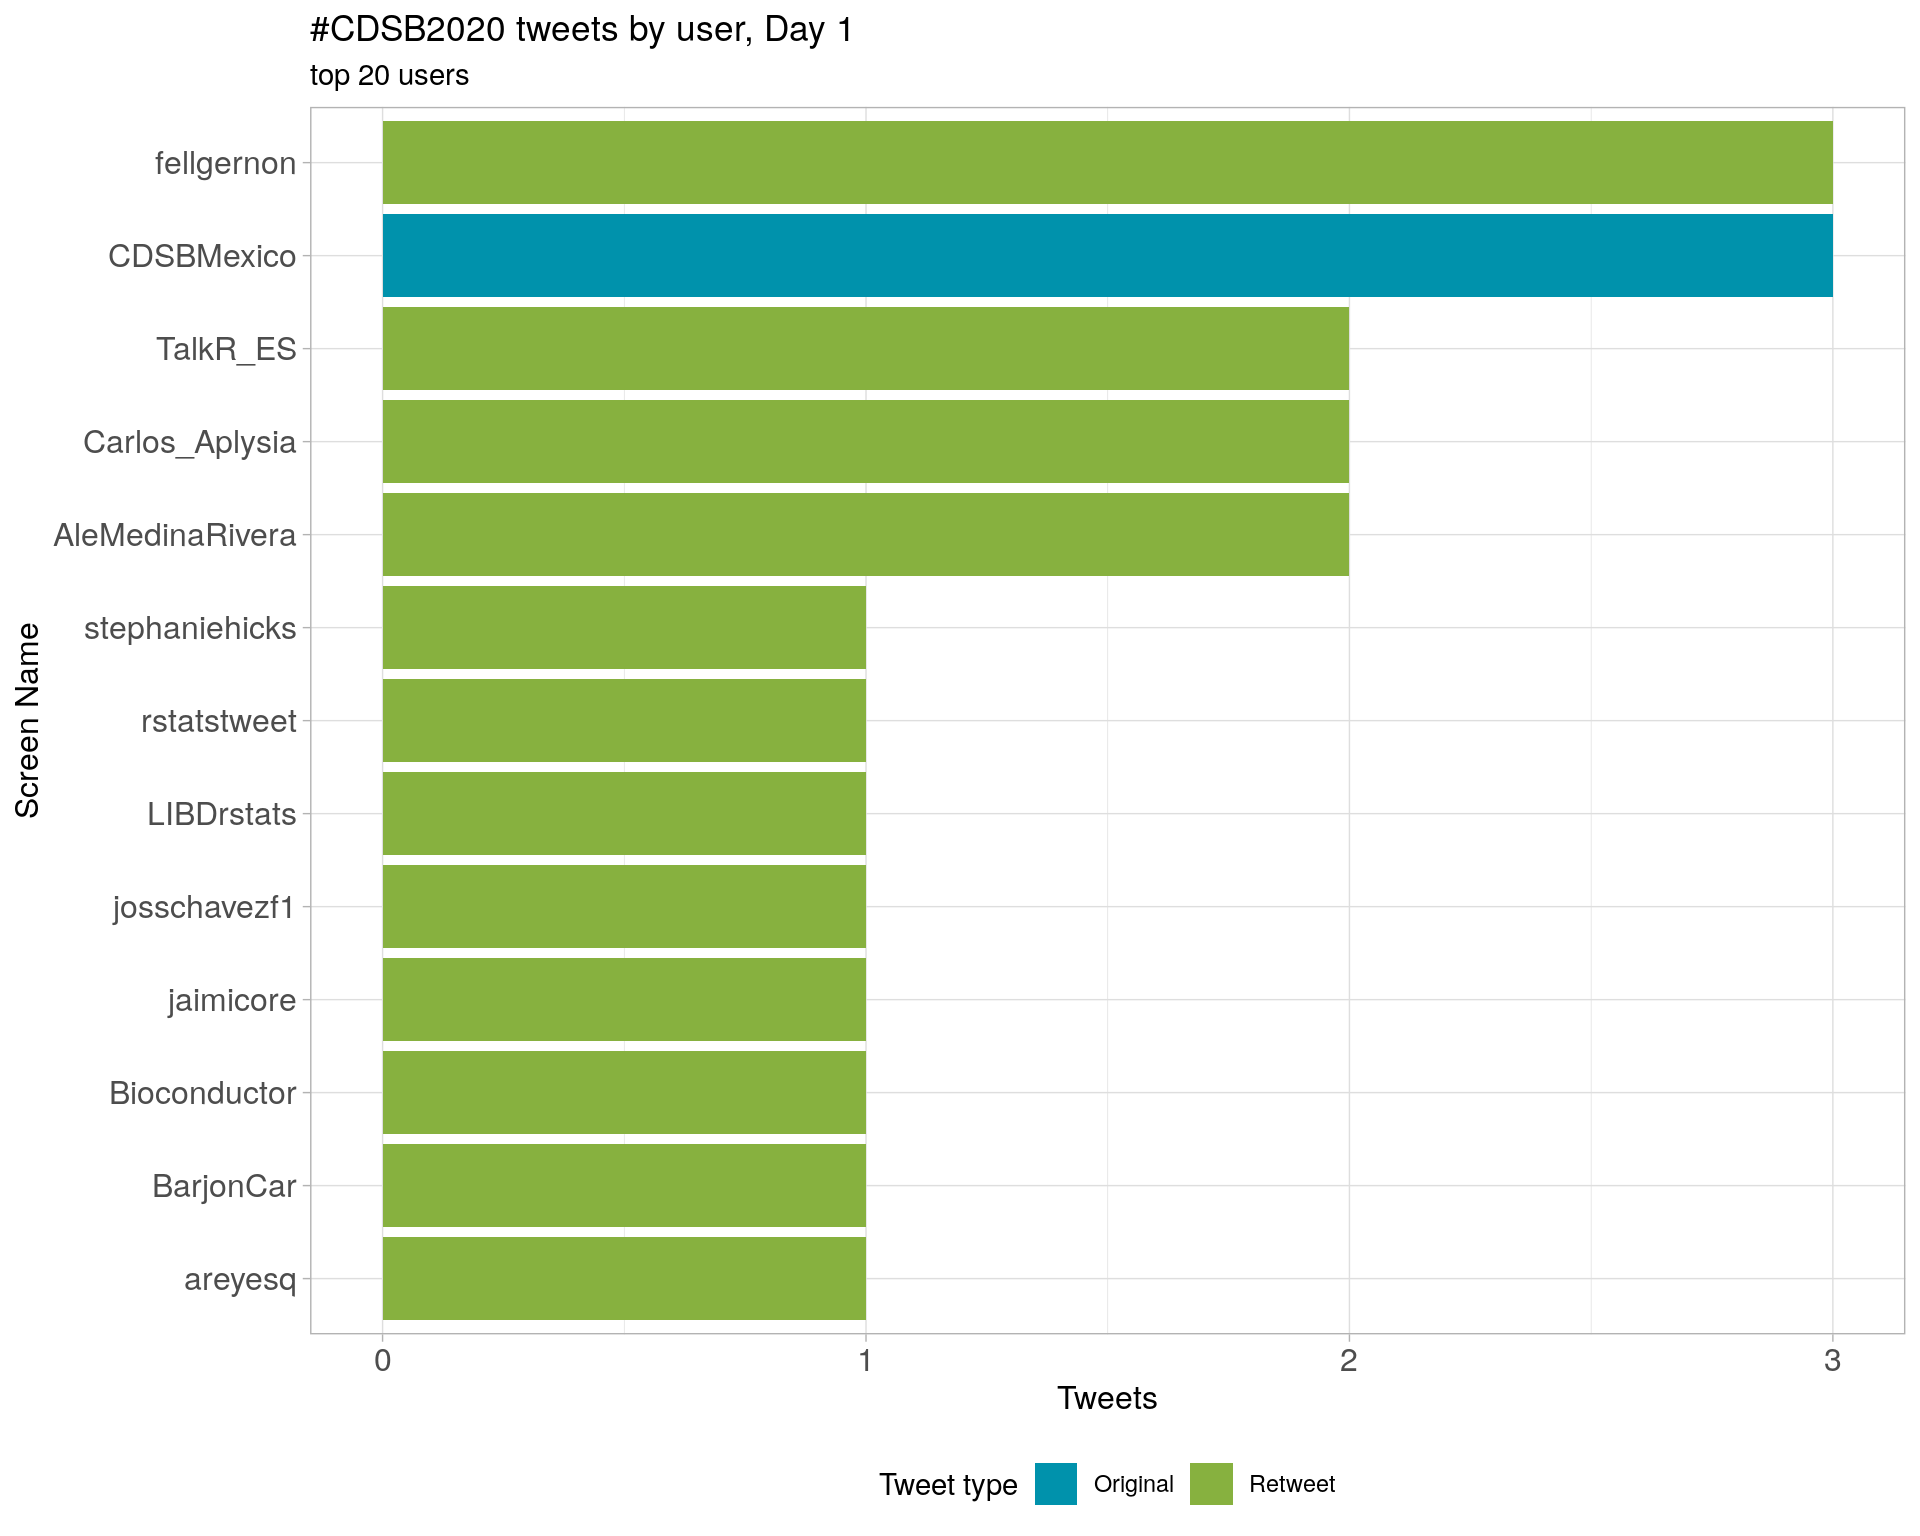 #CDSB2020 tweets by user, Day 1
top 20 users
Screen Name
fellgernon
CDSBMexico
TalkR_ES
Carlos_Aplysia
AleMedinaRivera
stephaniehicks
rstatstweet
LIBDrstats
josschavezf1
jaimicore
Bioconductor
BarjonCar
areyesq
0 1 2 3
Tweets
Tweet type Original Retweet